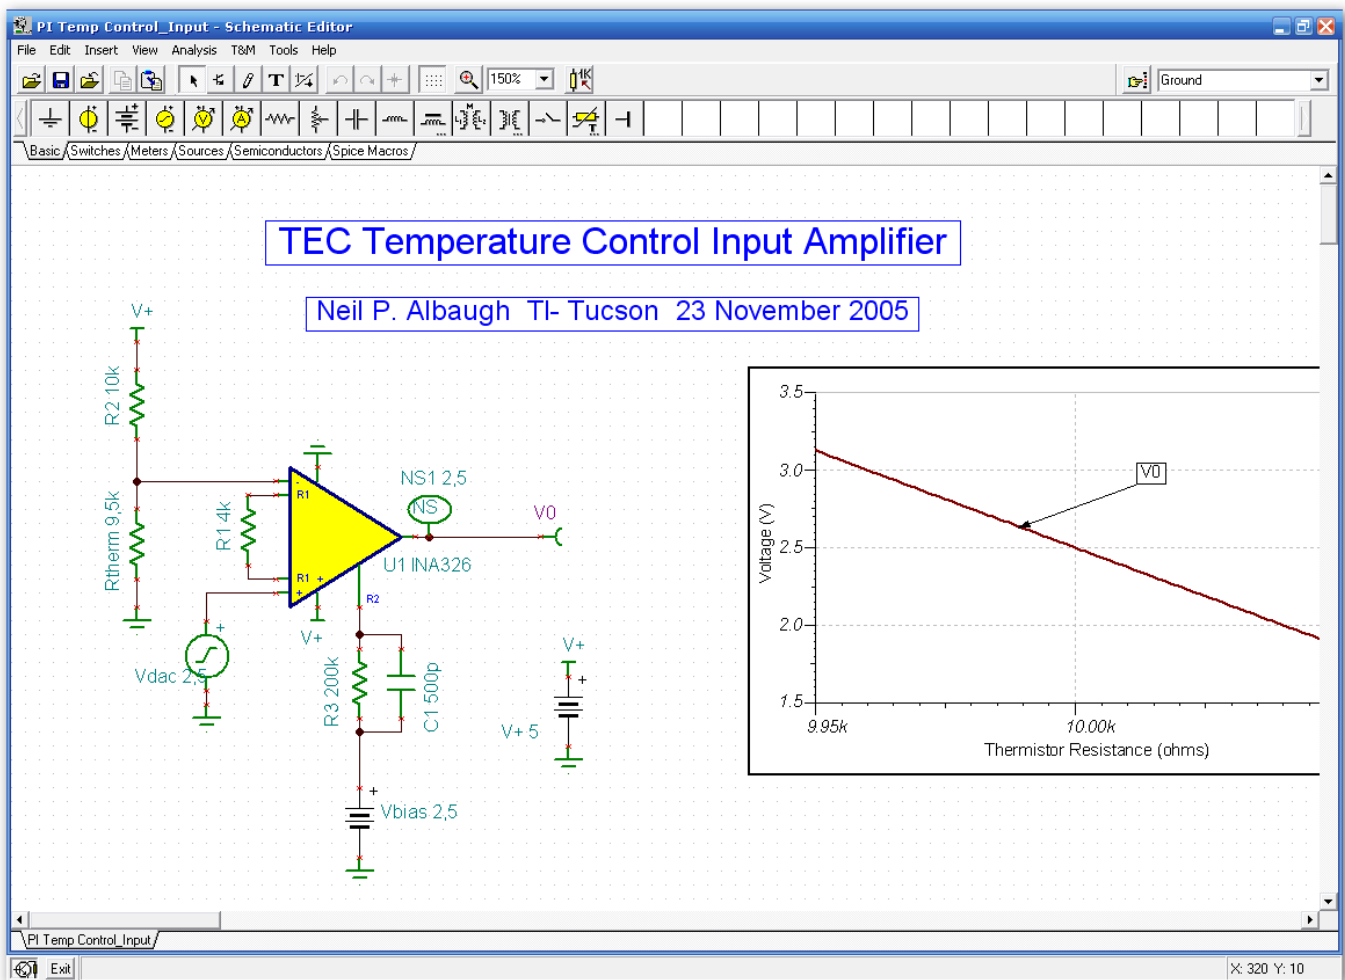 PI Temp Control_Input - Schematic Editor
File Edit Insert View Analysis T&M Tools Help
150%
1K
Ground
Basic Switches Meters Sources Semiconductors Spice Macros
TEC Temperature Control Input Amplifier
Neil P. Albaugh TI- Tucson 23 November 2005
V+
R2 10k
Rtherm 9,5k
R1 4k
-
R1
R1 +
+
V+
NS1 2,5
NS
V0
U1 INA326
R2
+
Vdac 2,5
R3 200k
C1 500p
+
Vbias 2,5
V+
+
V+ 5
3.5
3.0
2.5
2.0
1.5
Voltage (V)
V0
9.95k
10.00k
Thermistor Resistance (ohms)
PI Temp Control_Input
Exit
X: 320 Y: 10